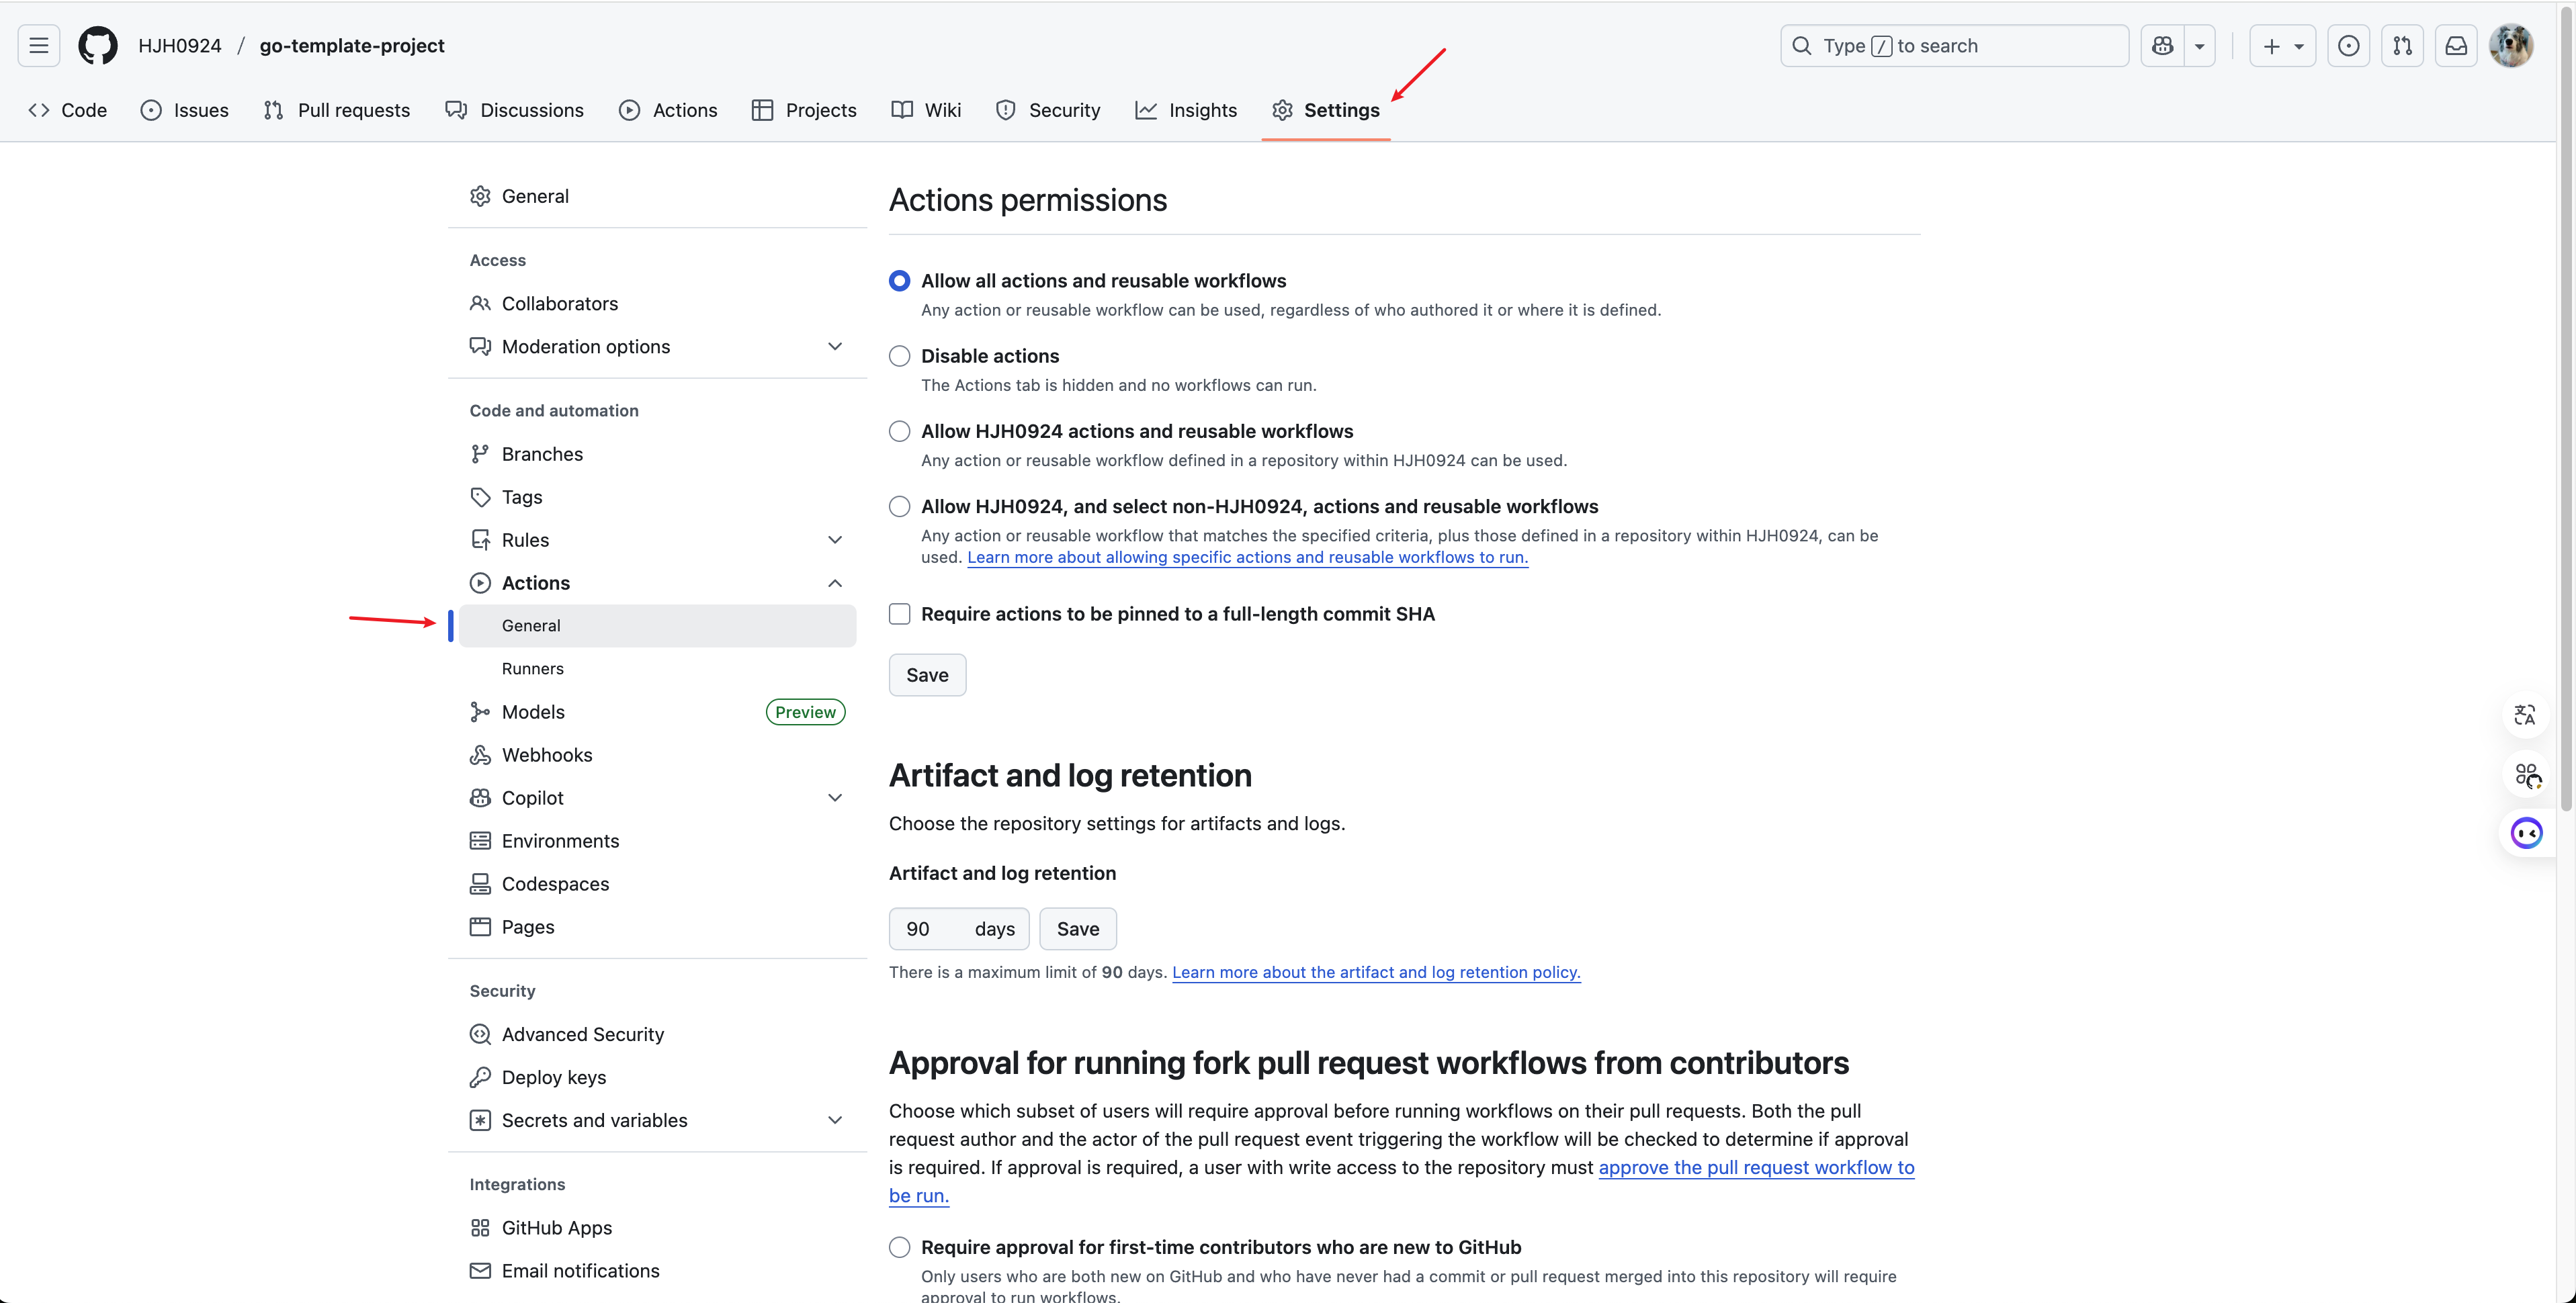 HJH0924 / go-template-project
Type / to search
Code Issues Pull requests Discussions Actions Projects Wiki Security Insights Settings
General
Access
Collaborators
Moderation options
Code and automation
Branches
Tags
Rules
Actions
General
Runners
Models Preview
Webhooks
Copilot
Environments
Codespaces
Pages
Security
Advanced Security
Deploy keys
Secrets and variables
Integrations
GitHub Apps
Email notifications
Actions permissions
Allow all actions and reusable workflows
Any action or reusable workflow can be used, regardless of who authored it or where it is defined.
Disable actions
The Actions tab is hidden and no workflows can run.
Allow HJH0924 actions and reusable workflows
Any action or reusable workflow defined in a repository within HJH0924 can be used.
Allow HJH0924, and select non-HJH0924, actions and reusable workflows
Any action or reusable workflow that matches the specified criteria, plus those defined in a repository within HJH0924, can be
used. Learn more about allowing specific actions and reusable workflows to run.
Require actions to be pinned to a full-length commit SHA
Save
Artifact and log retention
Choose the repository settings for artifacts and logs.
Artifact and log retention
90 days Save
There is a maximum limit of 90 days. Learn more about the artifact and log retention policy.
Approval for running fork pull request workflows from contributors
Choose which subset of users will require approval before running workflows on their pull requests. Both the pull
request author and the actor of the pull request event triggering the workflow will be checked to determine if approval
is required. If approval is required, a user with write access to the repository must approve the pull request workflow to
be run.
Require approval for first-time contributors who are new to GitHub
Only users who are both new on GitHub and who have never had a commit or pull request merged into this repository will require
approval to run workflows.